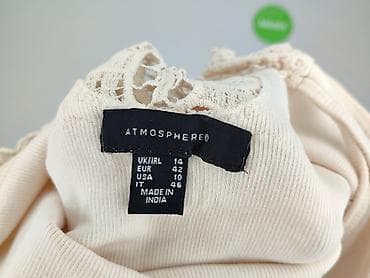 ATMOSPHERE
UK/IRL 14
EUR 42
USA 10
IT 46
MADE IN
INDIA